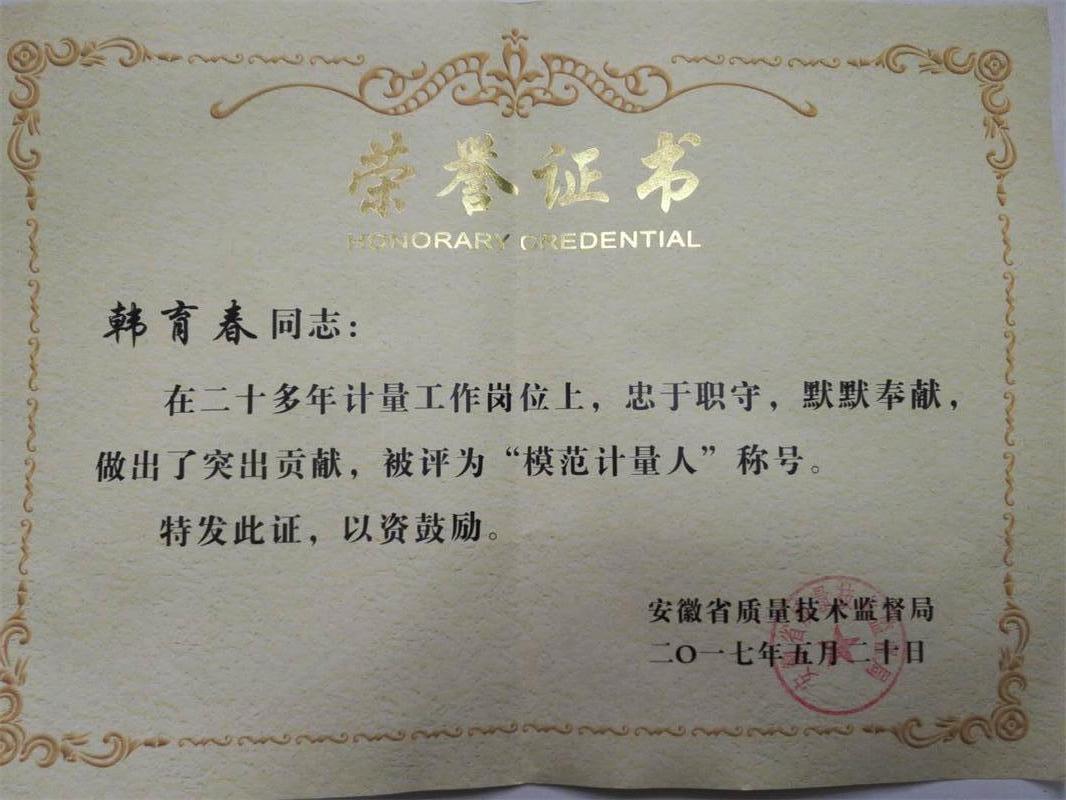 荣誉证书
HONORARY CREDENTIAL
韩育春同志：
在二十多年计量工作岗位上，忠于职守，默默奉献，
做出了突出贡献，被评为“模范计量人”称号。
特发此证，以资鼓励。
安徽省质量技术监督局
二〇一七年五月二十日